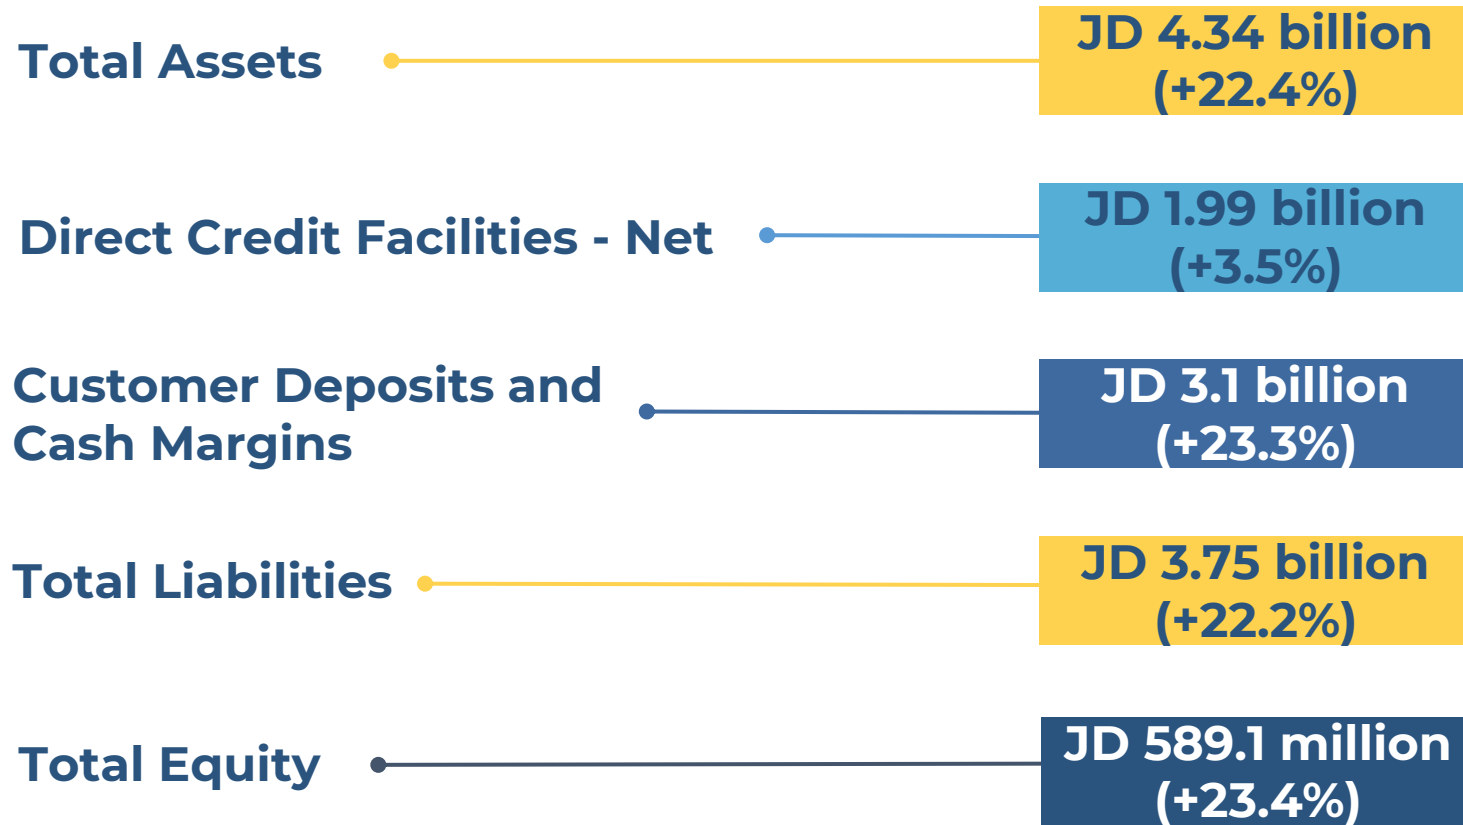 Total Assets
JD 4.34 billion
(+22.4%)
Direct Credit Facilities - Net
JD 1.99 billion
(+3.5%)
Customer Deposits and
Cash Margins
JD 3.1 billion
(+23.3%)
Total Liabilities
JD 3.75 billion
(+22.2%)
Total Equity
JD 589.1 million
(+23.4%)